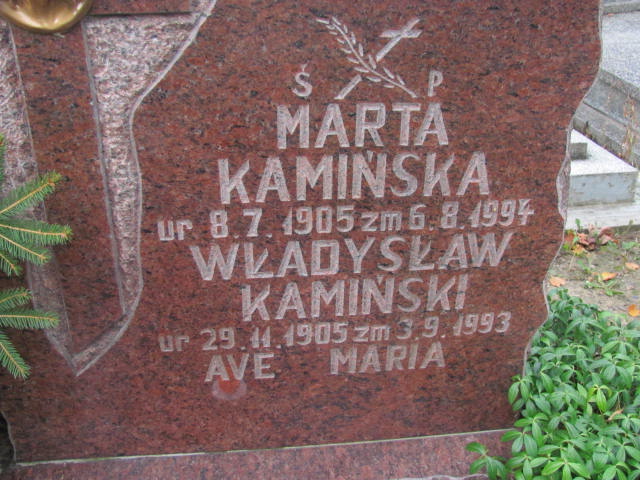 Ś P
MARTA
KAMIŃSKA
ur 8.7.1905 zm 6.8.1994
WŁADYSŁAW
KAMIŃSKI
ur 29.11.1905 zm 3.9.1993
AVE MARIA